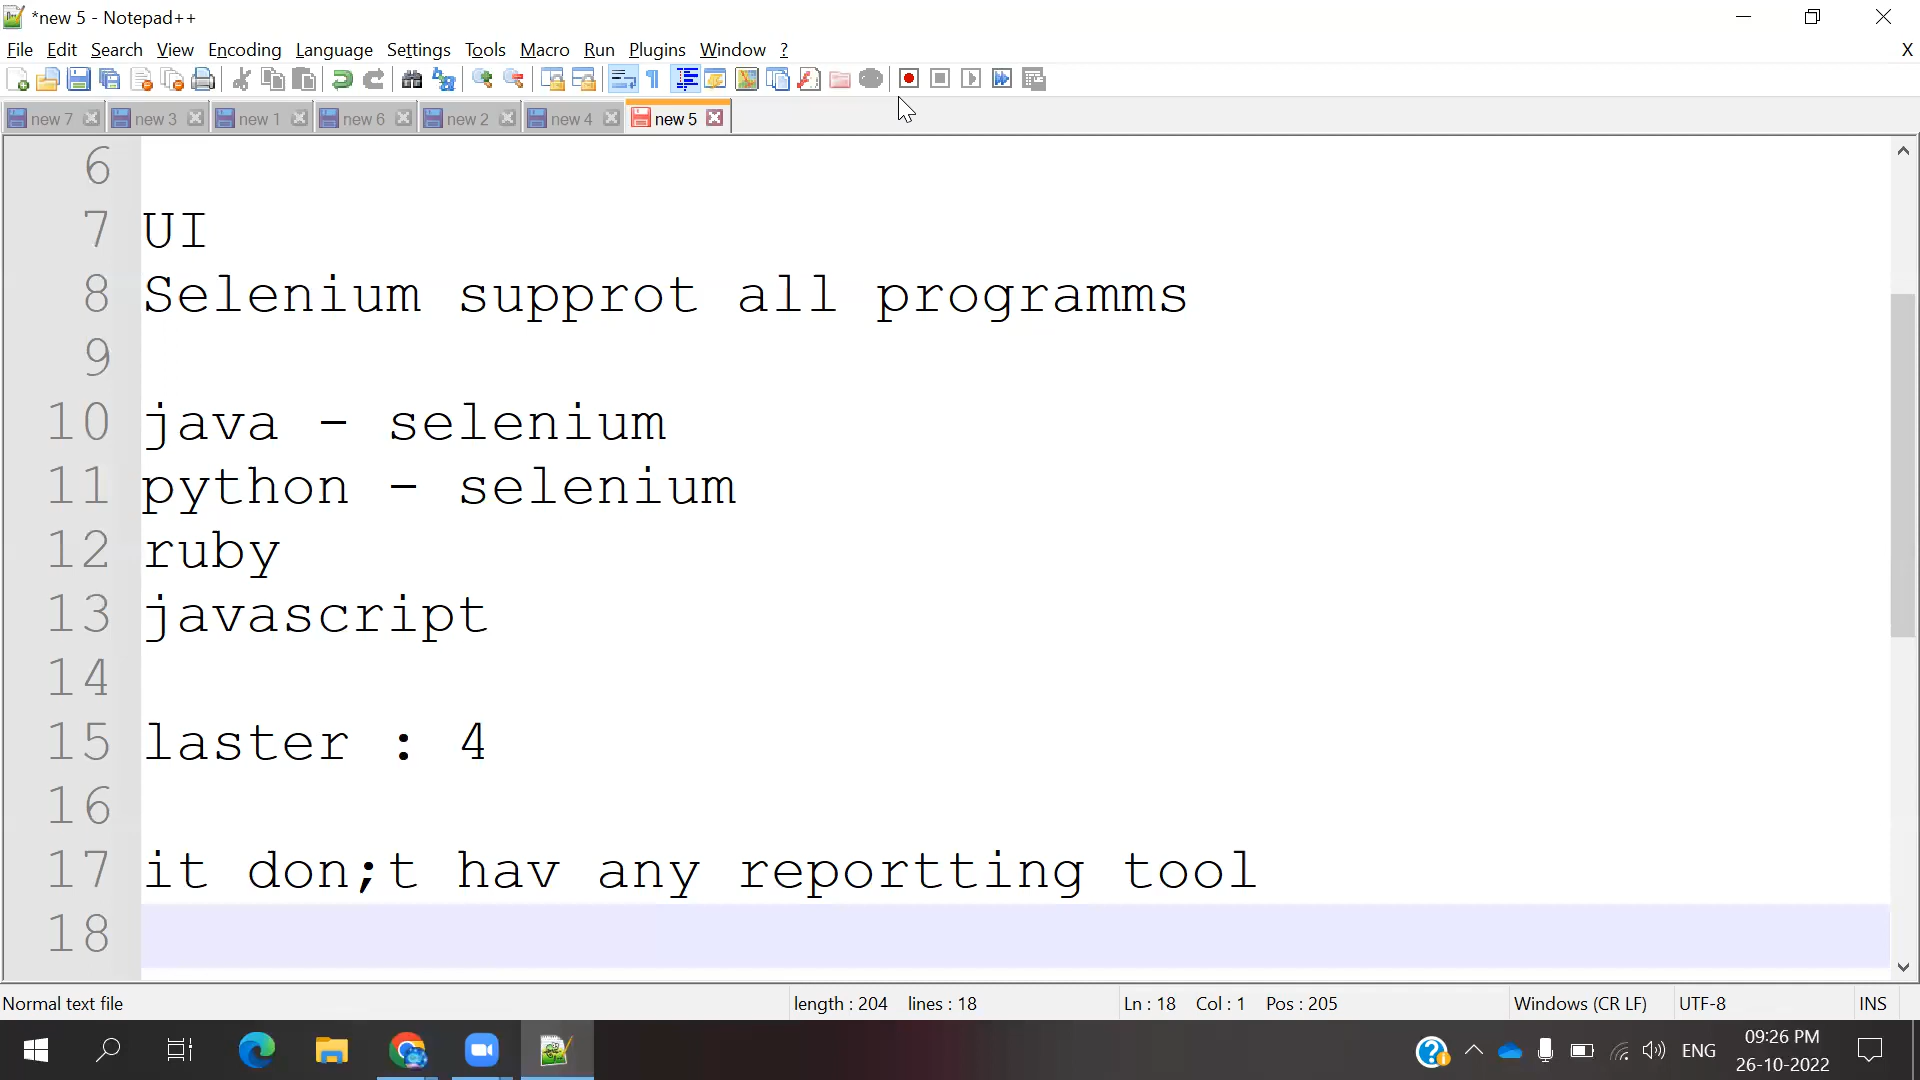 *new 5 - Notepad++
File Edit Search View Encoding Language Settings Tools Macro Run Plugins Window ? X
new 7 new 3 new 1 new 6 new 2 new 4 new 5
6
7 UI
8 Selenium supprot all programms
9
10 java - selenium
11 python - selenium
12 ruby
13 javascript
14
15 laster : 4
16
17 it don;t hav any reportting tool
18
Normal text file length : 204 lines : 18 Ln : 18 Col : 1 Pos : 205 Windows (CR LF) UTF-8 INS
ENG 09:26 PM
26-10-2022